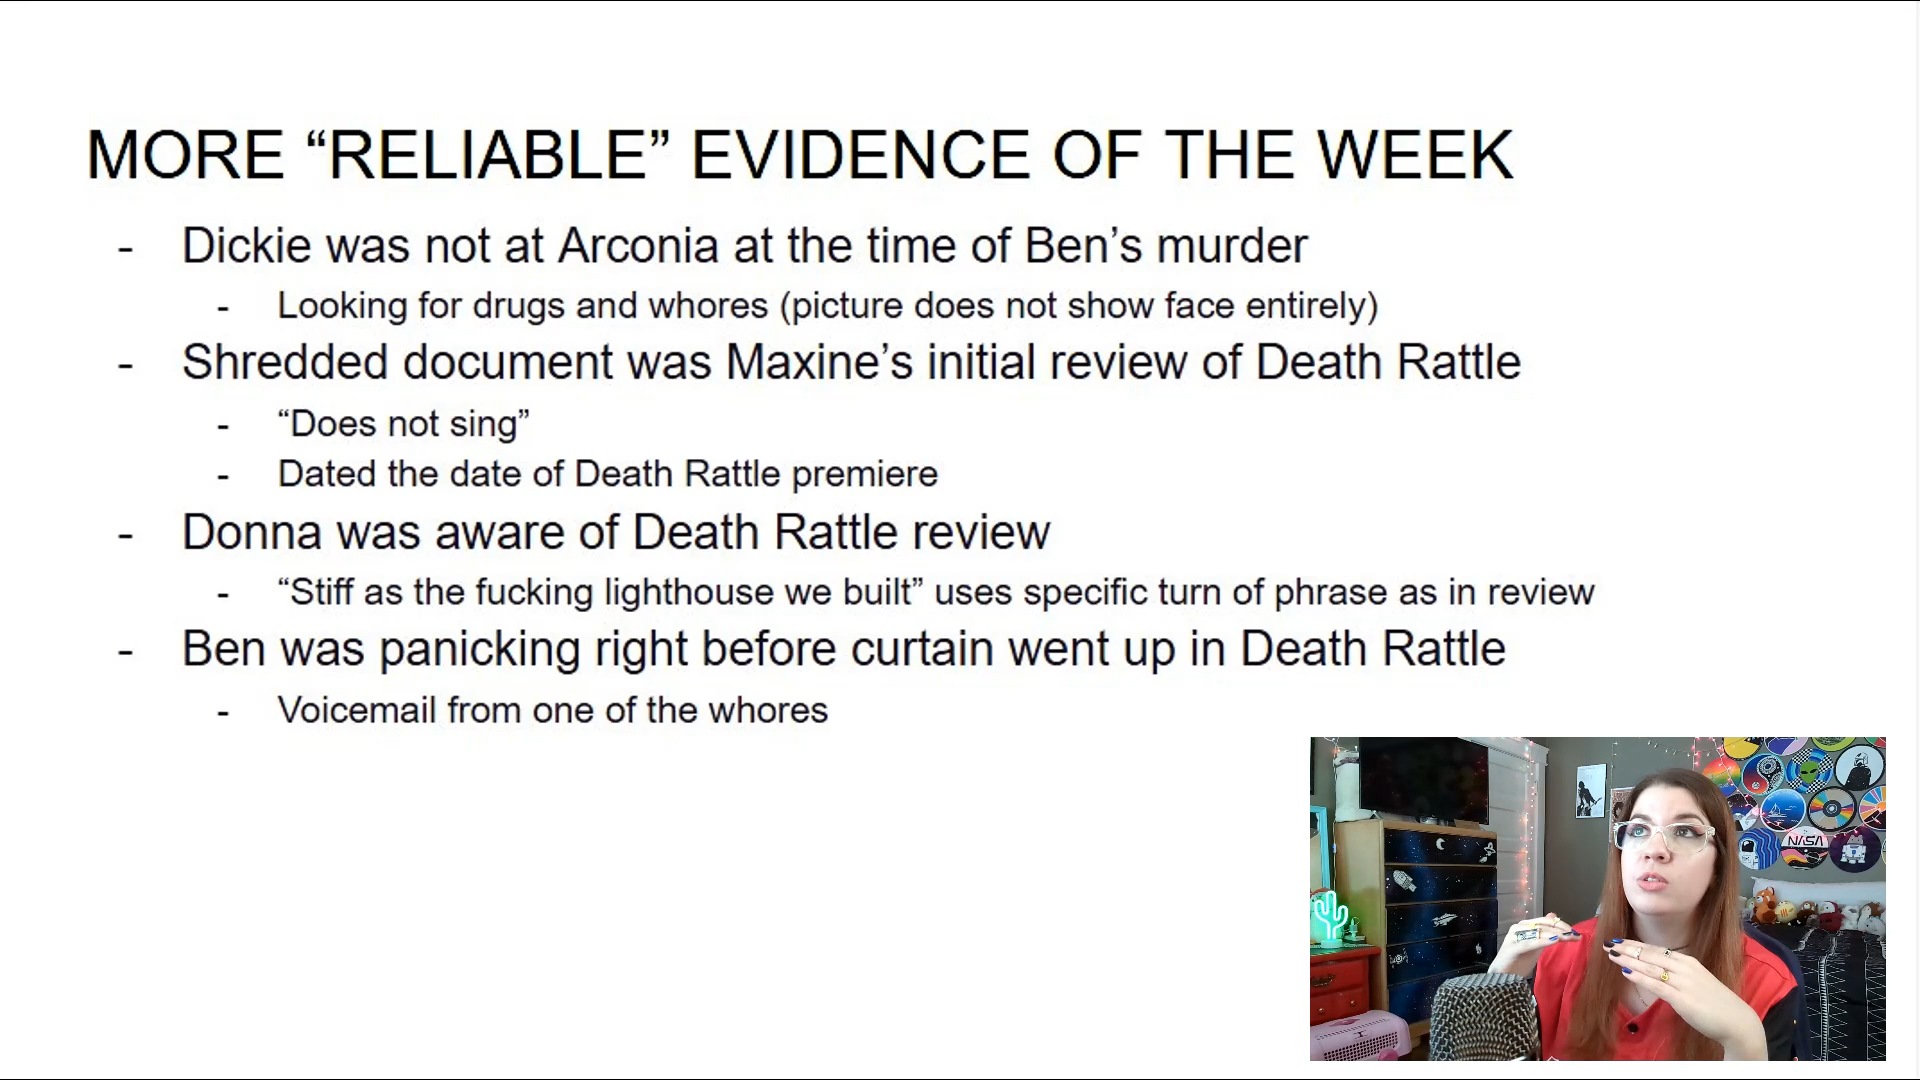 MORE “RELIABLE” EVIDENCE OF THE WEEK
- Dickie was not at Arconia at the time of Ben’s murder
- Looking for drugs and whores (picture does not show face entirely)
- Shredded document was Maxine’s initial review of Death Rattle
- “Does not sing”
- Dated the date of Death Rattle premiere
- Donna was aware of Death Rattle review
- “Stiff as the fucking lighthouse we built” uses specific turn of phrase as in review
- Ben was panicking right before curtain went up in Death Rattle
- Voicemail from one of the whores
NASA